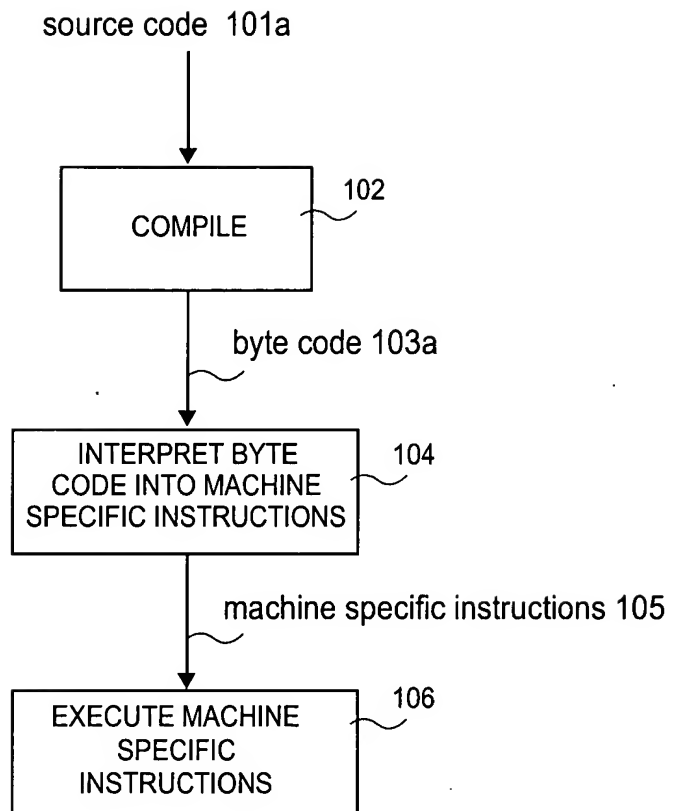 source code 101a
COMPILE
102
byte code 103a
INTERPRET BYTE
CODE INTO MACHINE
SPECIFIC INSTRUCTIONS
104
machine specific instructions 105
EXECUTE MACHINE
SPECIFIC
INSTRUCTIONS
106